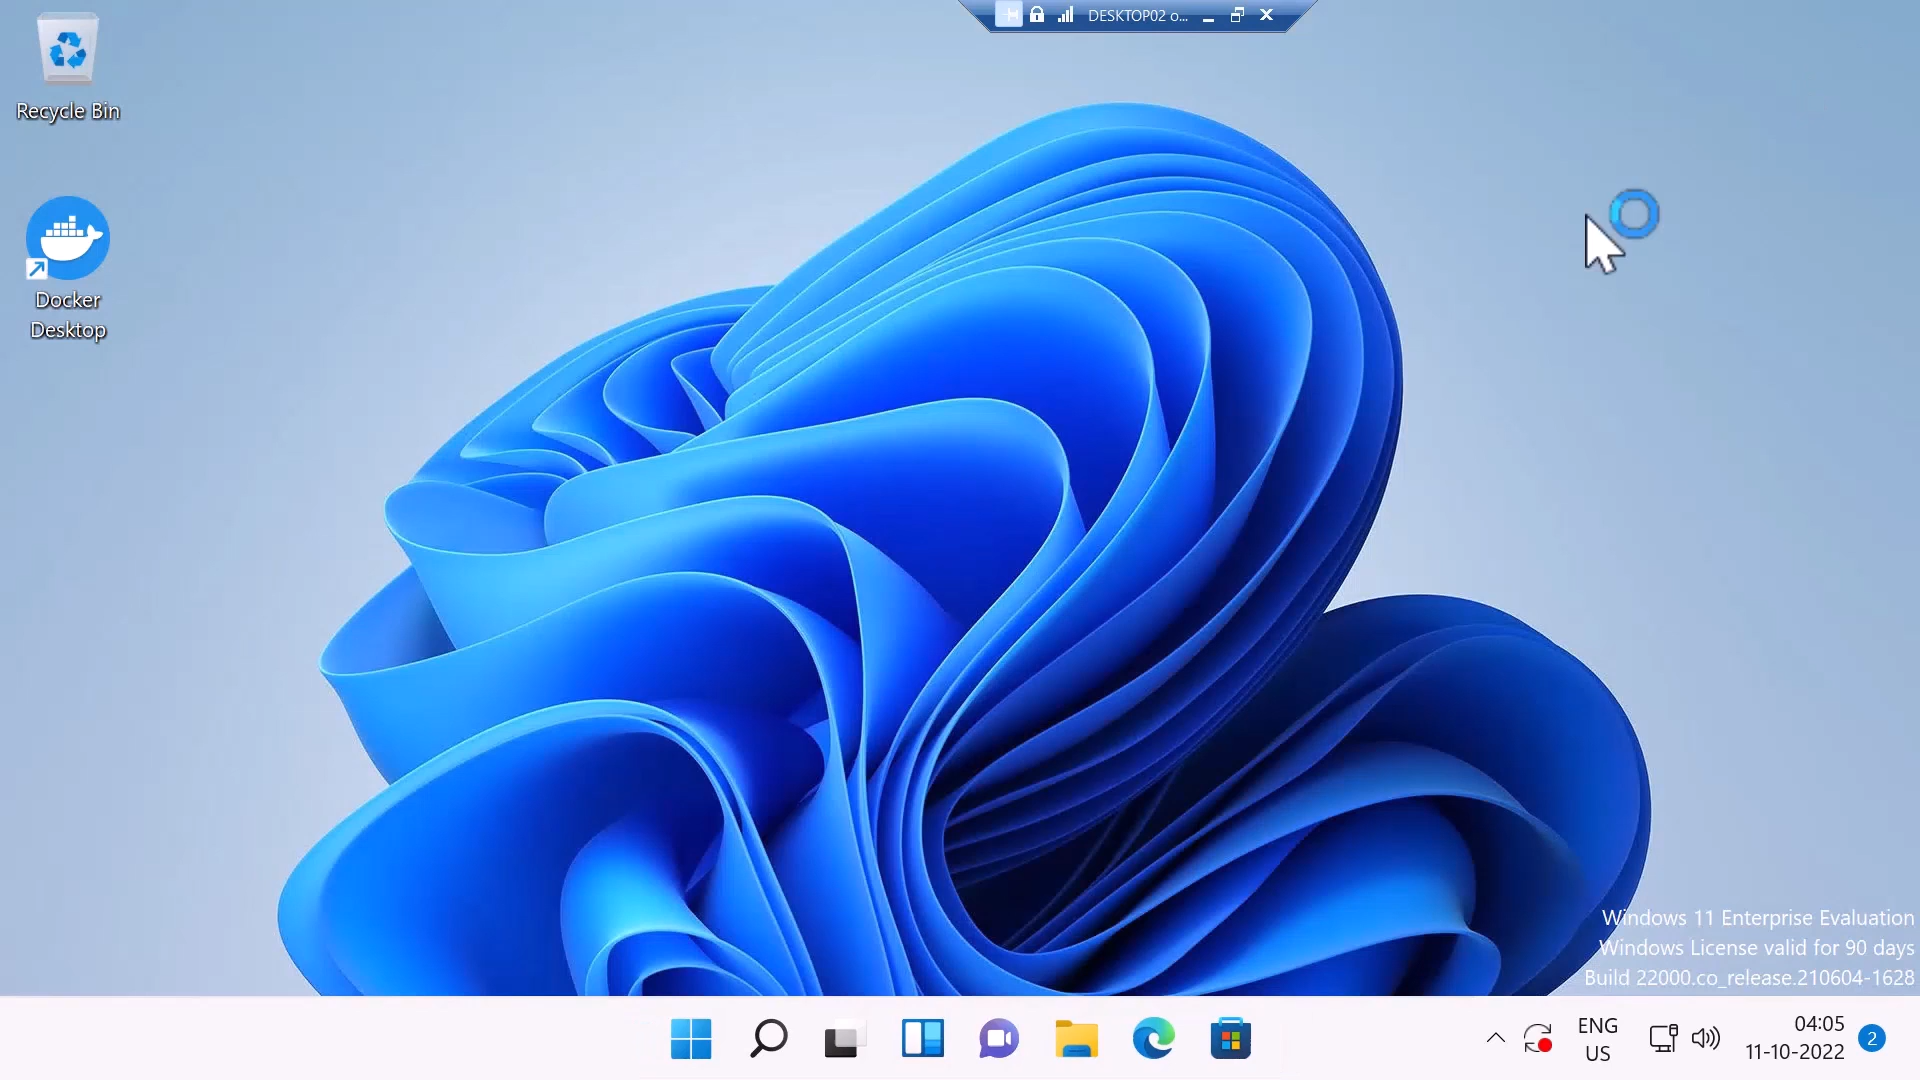 DESKTOP02 o...
Recycle Bin
Docker
Desktop
Windows 11 Enterprise Evaluation
Windows License valid for 90 days
Build 22000.co_release.210604-1628
ENG
US
04:05
11-10-2022
2